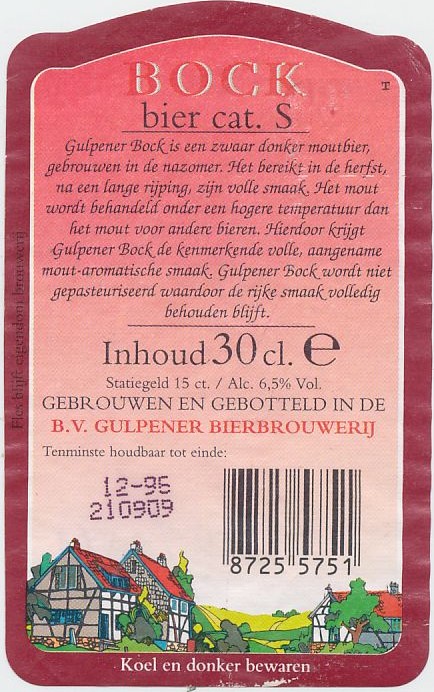 BOCK
T
bier cat. S
Gulpener Bock is een zwaar donker moutbier,
gebrouwen in de nazomer. Het bereikt in de herfst,
na een lange rijping, zijn volle smaak. Het mout
wordt behandeld onder een hogere temperatuur dan
het mout voor andere bieren. Hierdoor krijgt
Gulpener Bock de kenmerkende volle, aangename
mout-aromatische smaak. Gulpener Bock wordt niet
gepasteuriseerd waardoor de rijke smaak volledig
behouden blijft.
Inhoud 30 cl. e
Statiegeld 15 ct. / Alc. 6,5% Vol.
GEBROUWEN EN GEBOTTELD IN DE
B.V. GULPENER BIERBROUWERIJ
Tenminste houdbaar tot einde:
12-96
210909
8725 5751
Koel en donker bewaren
Fles blijft eigendom brouwerij